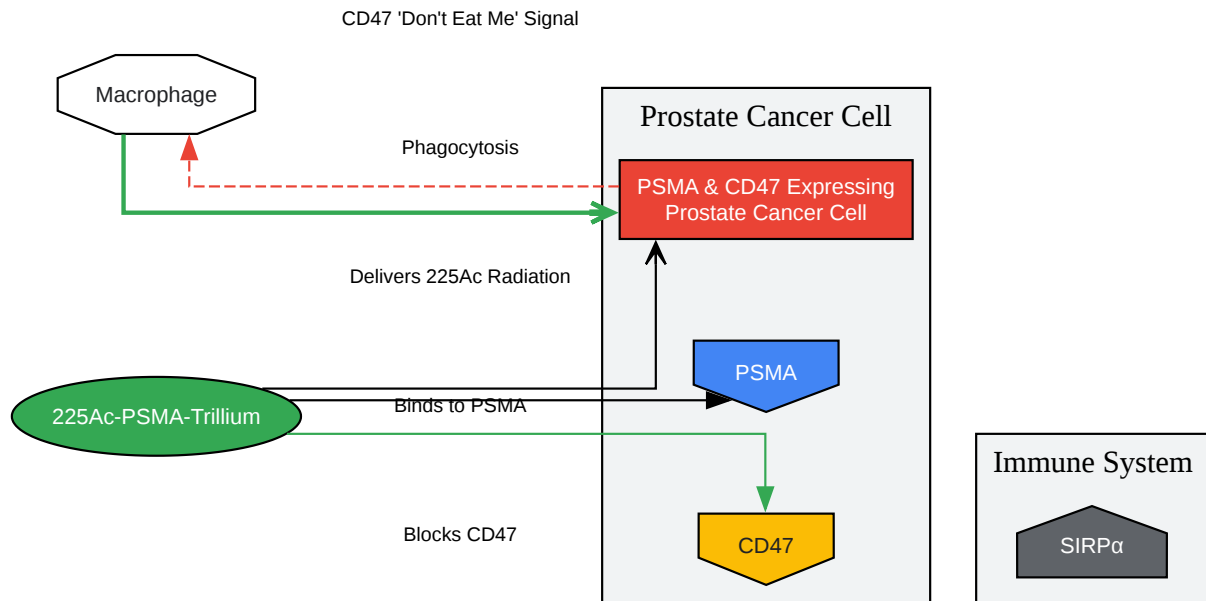 CD47 'Don't Eat Me' Signal
Macrophage
Prostate Cancer Cell
Phagocytosis
PSMA & CD47 Expressing
Prostate Cancer Cell
Delivers 225Ac Radiation
PSMA
225Ac-PSMA-Trillium
Binds to PSMA
Immune System
Blocks CD47
CD47
SIRPα